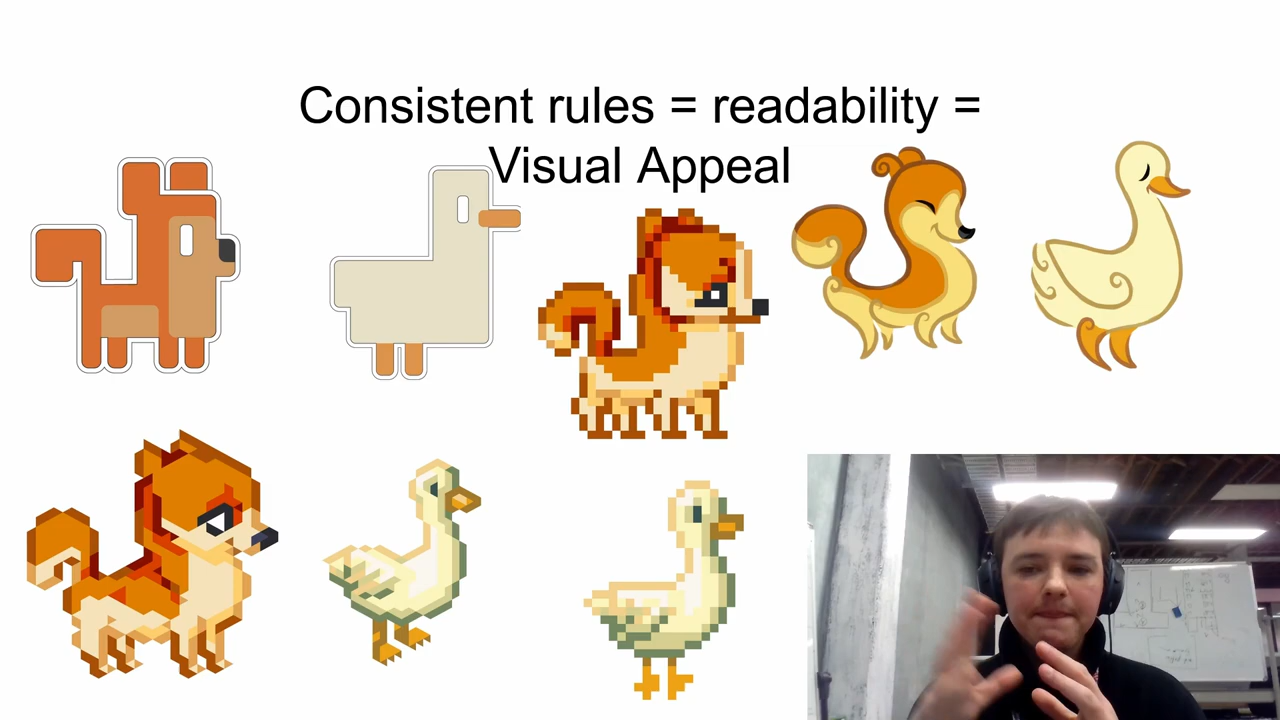 Consistent rules = readability =
Visual Appeal